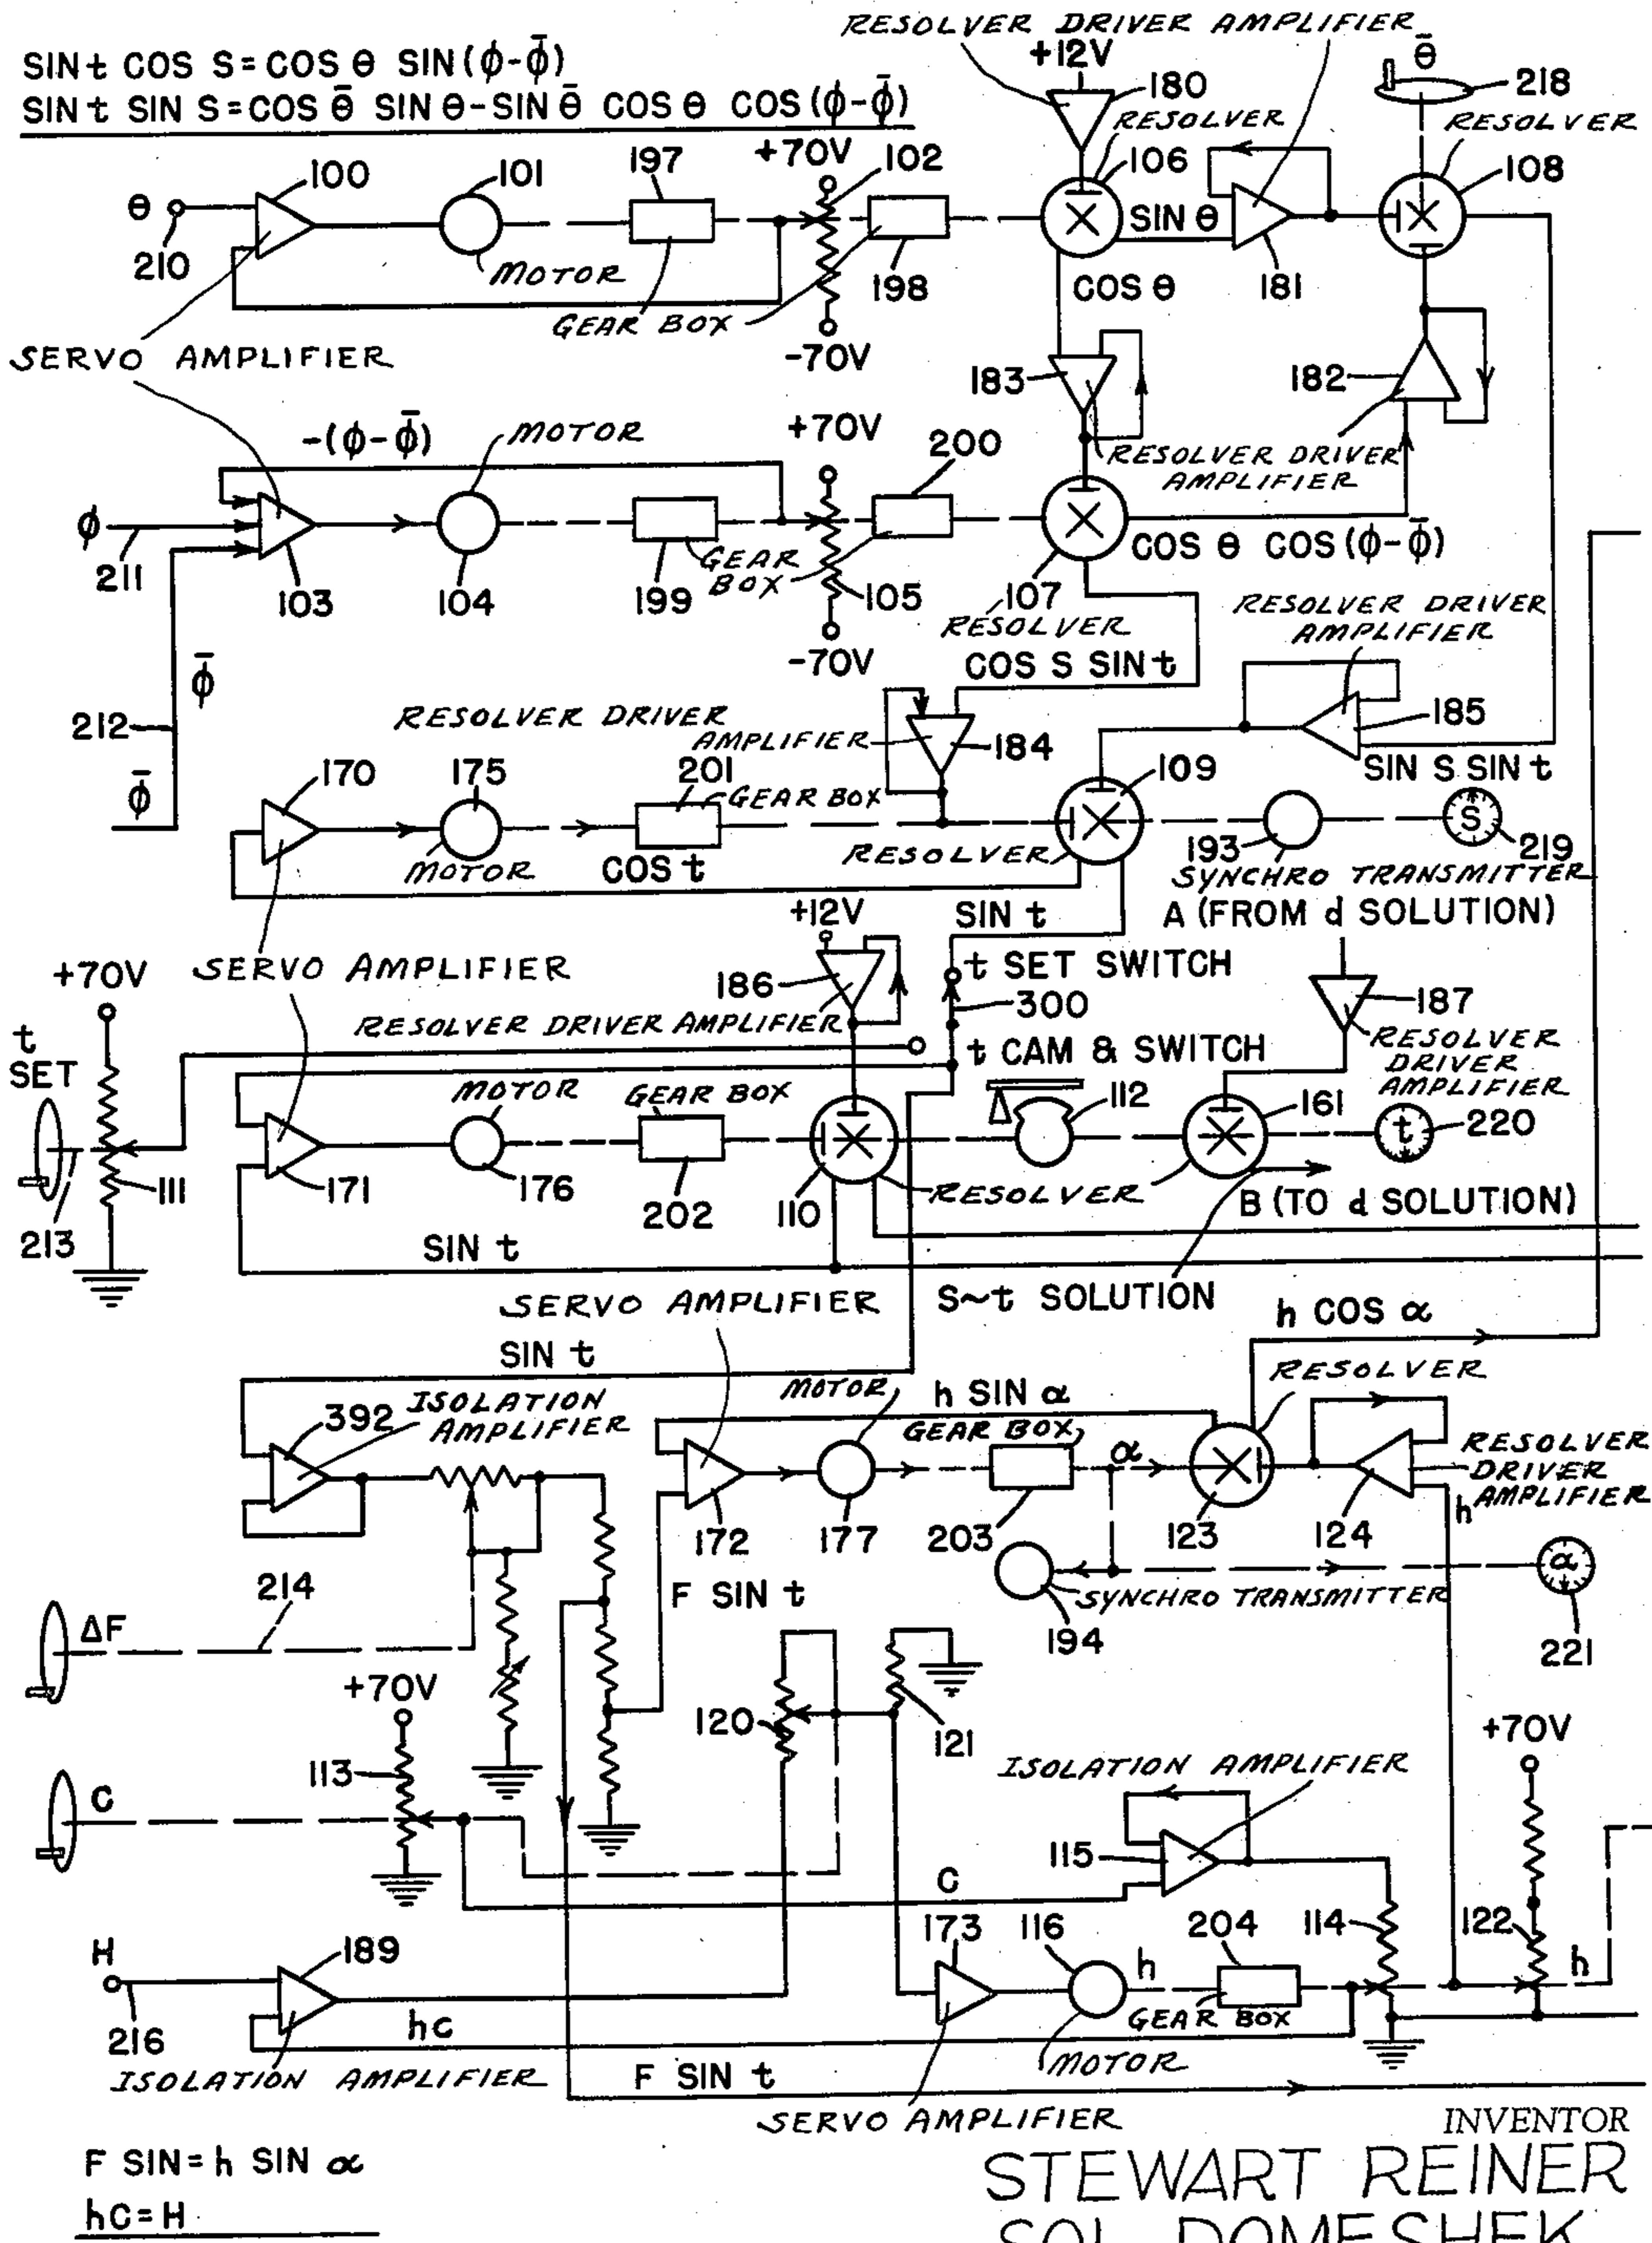 RESOLVER DRIVER AMPLIFIER
SIN t COS S = COS θ SIN (ϕ-ϕ̄)
SIN t SIN S = COS θ̄ SIN θ - SIN θ̄ COS θ COS (ϕ-ϕ̄)
+12V
180
θ̄
218
RESOLVER
RESOLVER
θ
100
101
197
+70V
102
106
108
SIN θ
210
MOTOR
198
COS θ
181
GEAR BOX
-70V
SERVO AMPLIFIER
183
182
-(ϕ-ϕ̄)
MOTOR
+70V
200
RESOLVER DRIVER
AMPLIFIER
ϕ
211
103
104
199
GEAR
BOX
105
107
RESOLVER
COS θ COS (ϕ-ϕ̄)
-70V
RESOLVER DRIVER
AMPLIFIER
ϕ̄
COS S SIN t
212
RESOLVER DRIVER
AMPLIFIER
184
185
SIN S SIN t
ϕ̄
170
175
201
GEAR BOX
109
S
MOTOR
COS t
RESOLVER
193
219
SYNCHRO TRANSMITTER
+12V
SIN t
A (FROM d SOLUTION)
+70V
SERVO AMPLIFIER
186
t SET SWITCH
300
187
RESOLVER DRIVER AMPLIFIER
RESOLVER
DRIVER
AMPLIFIER
t
SET
t CAM & SWITCH
MOTOR
GEAR BOX
112
161
t
220
213
111
171
176
202
110
RESOLVER
B (TO d SOLUTION)
SIN t
S~t SOLUTION
SERVO AMPLIFIER
h COS α
SIN t
RESOLVER
392
ISOLATION
AMPLIFIER
MOTOR
h SIN α
GEAR BOX
α
RESOLVER
DRIVER
AMPLIFIER
h
172
177
203
123
124
214
F SIN t
SYNCHRO TRANSMITTER
α
ΔF
194
221
+70V
120
121
+70V
113
ISOLATION AMPLIFIER
C
115
C
H
189
173
116
204
114
122
h
h
216
hc
GEAR BOX
ISOLATION AMPLIFIER
F SIN t
MOTOR
SERVO AMPLIFIER
INVENTOR
F SIN = h SIN α
STEWART REINER
hC = H
SOL DOMESHEK